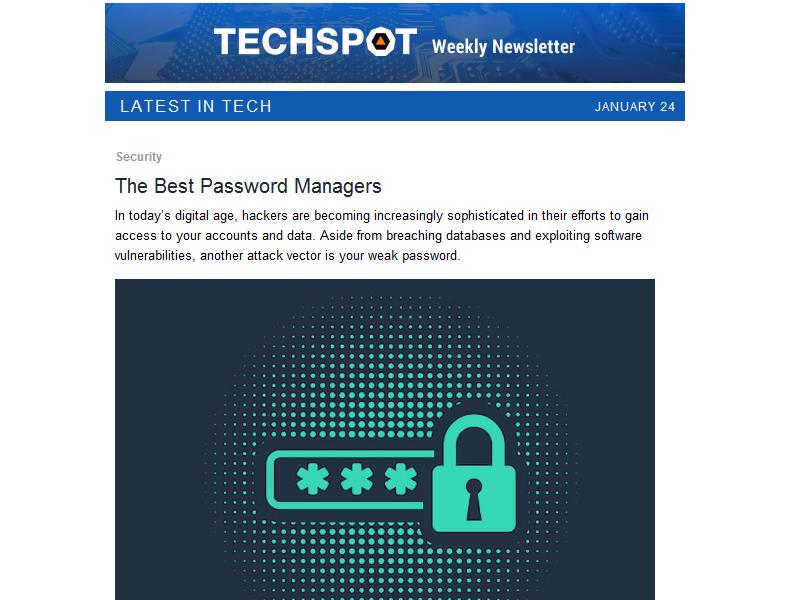 TECHSPOT Weekly Newsletter
LATEST IN TECH JANUARY 24
Security
The Best Password Managers
In today's digital age, hackers are becoming increasingly sophisticated in their efforts to gain
access to your accounts and data. Aside from breaching databases and exploiting software
vulnerabilities, another attack vector is your weak password.
***